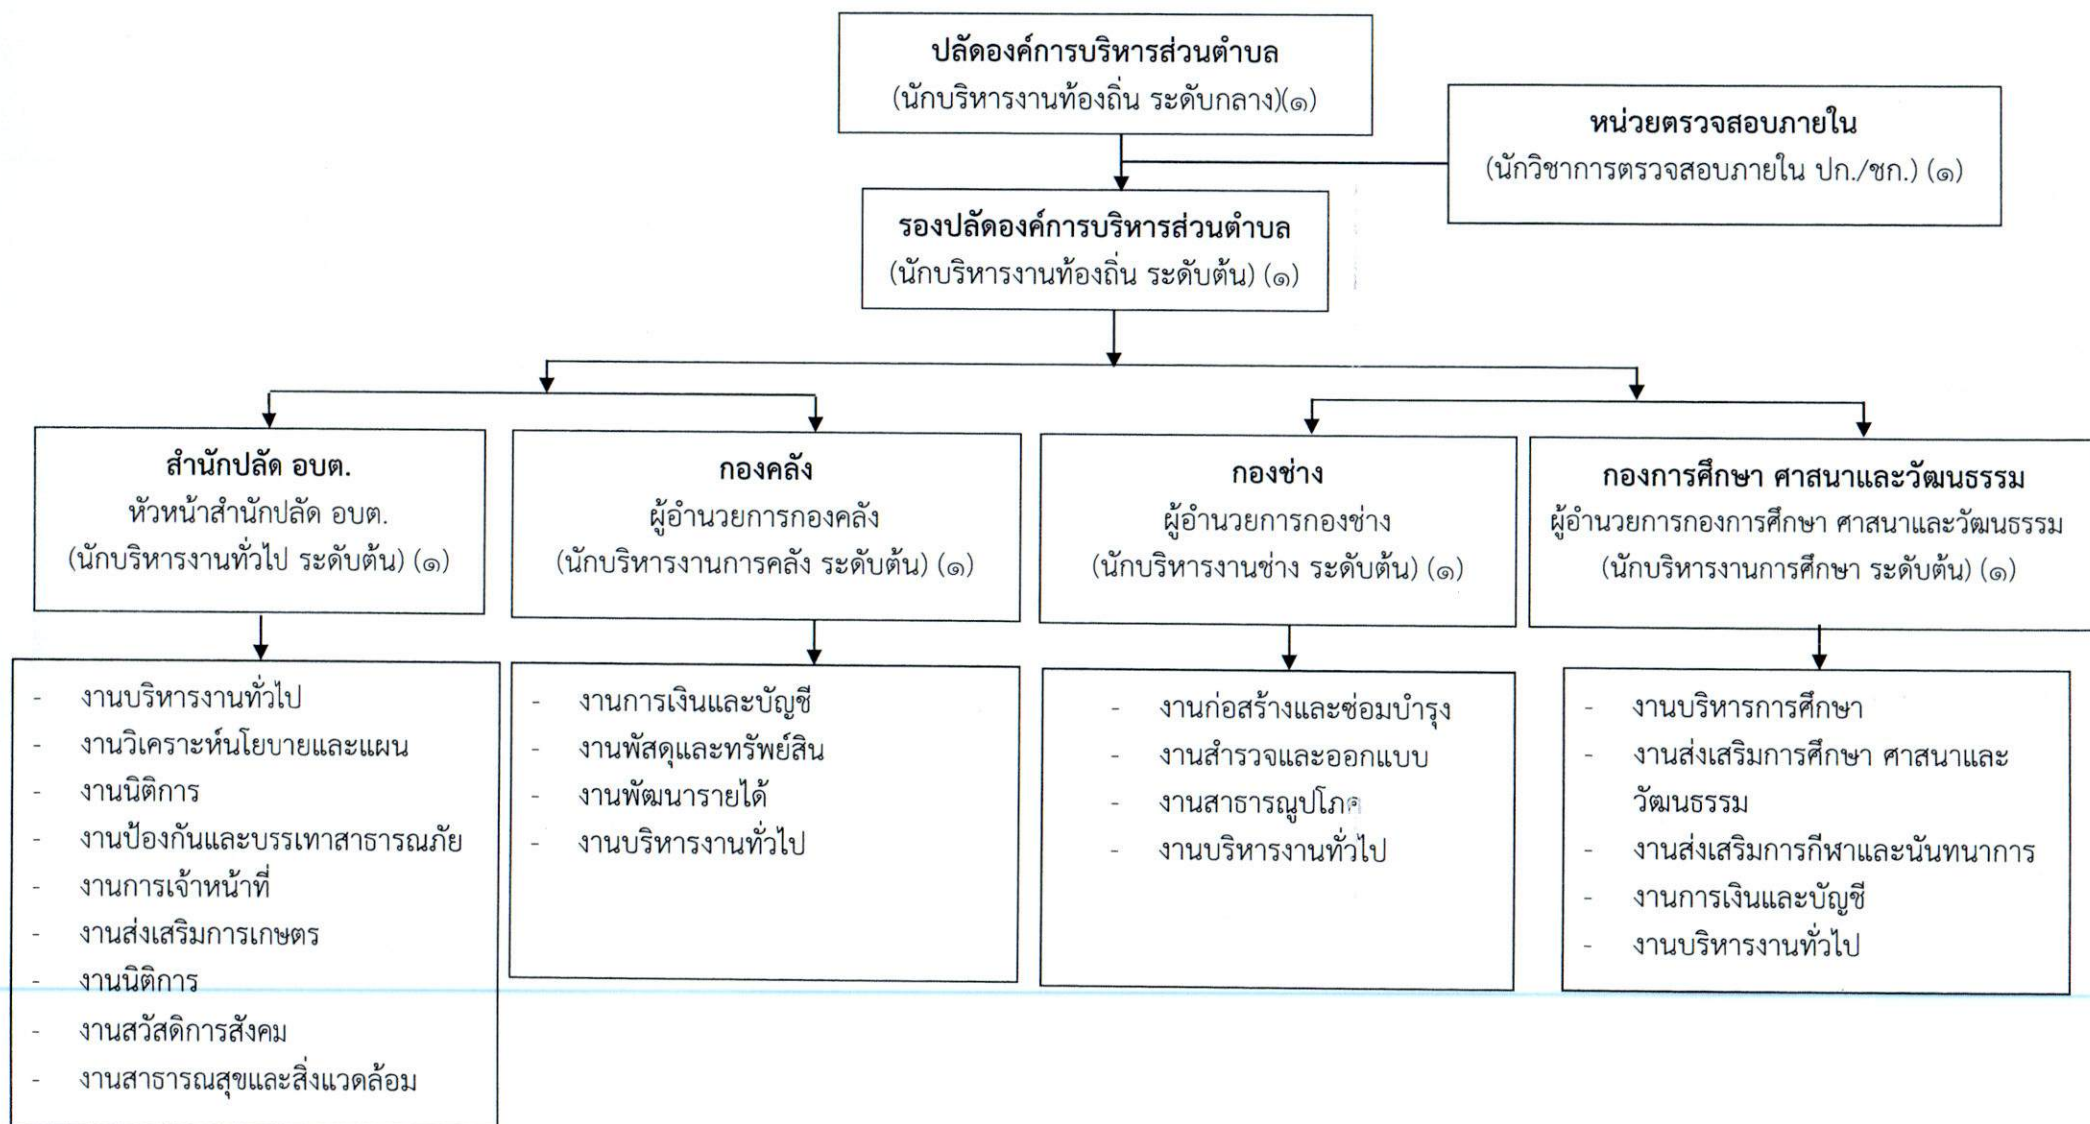 ปลัดองค์การบริหารส่วนตำบล
(นักบริหารงานท้องถิ่น ระดับกลาง)(๑)
หน่วยตรวจสอบภายใน
(นักวิชาการตรวจสอบภายใน ปก./ชก.) (๑)
รองปลัดองค์การบริหารส่วนตำบล
(นักบริหารงานท้องถิ่น ระดับต้น) (๑)
สำนักปลัด อบต.
หัวหน้าสำนักปลัด อบต.
(นักบริหารงานทั่วไป ระดับต้น) (๑)
กองคลัง
ผู้อำนวยการกองคลัง
(นักบริหารงานการคลัง ระดับต้น) (๑)
กองช่าง
ผู้อำนวยการกองช่าง
(นักบริหารงานช่าง ระดับต้น) (๑)
กองการศึกษา ศาสนาและวัฒนธรรม
ผู้อำนวยการกองการศึกษา ศาสนาและวัฒนธรรม
(นักบริหารงานการศึกษา ระดับต้น) (๑)
- งานบริหารงานทั่วไป
- งานวิเคราะห์นโยบายและแผน
- งานนิติการ
- งานป้องกันและบรรเทาสาธารณภัย
- งานการเจ้าหน้าที่
- งานส่งเสริมการเกษตร
- งานนิติการ
- งานสวัสดิการสังคม
- งานสาธารณสุขและสิ่งแวดล้อม
- งานการเงินและบัญชี
- งานพัสดุและทรัพย์สิน
- งานพัฒนารายได้
- งานบริหารงานทั่วไป
- งานก่อสร้างและซ่อมบำรุง
- งานสำรวจและออกแบบ
- งานสาธารณูปโภค
- งานบริหารงานทั่วไป
- งานบริหารการศึกษา
- งานส่งเสริมการศึกษา ศาสนาและ
วัฒนธรรม
- งานส่งเสริมการกีฬาและนันทนาการ
- งานการเงินและบัญชี
- งานบริหารงานทั่วไป